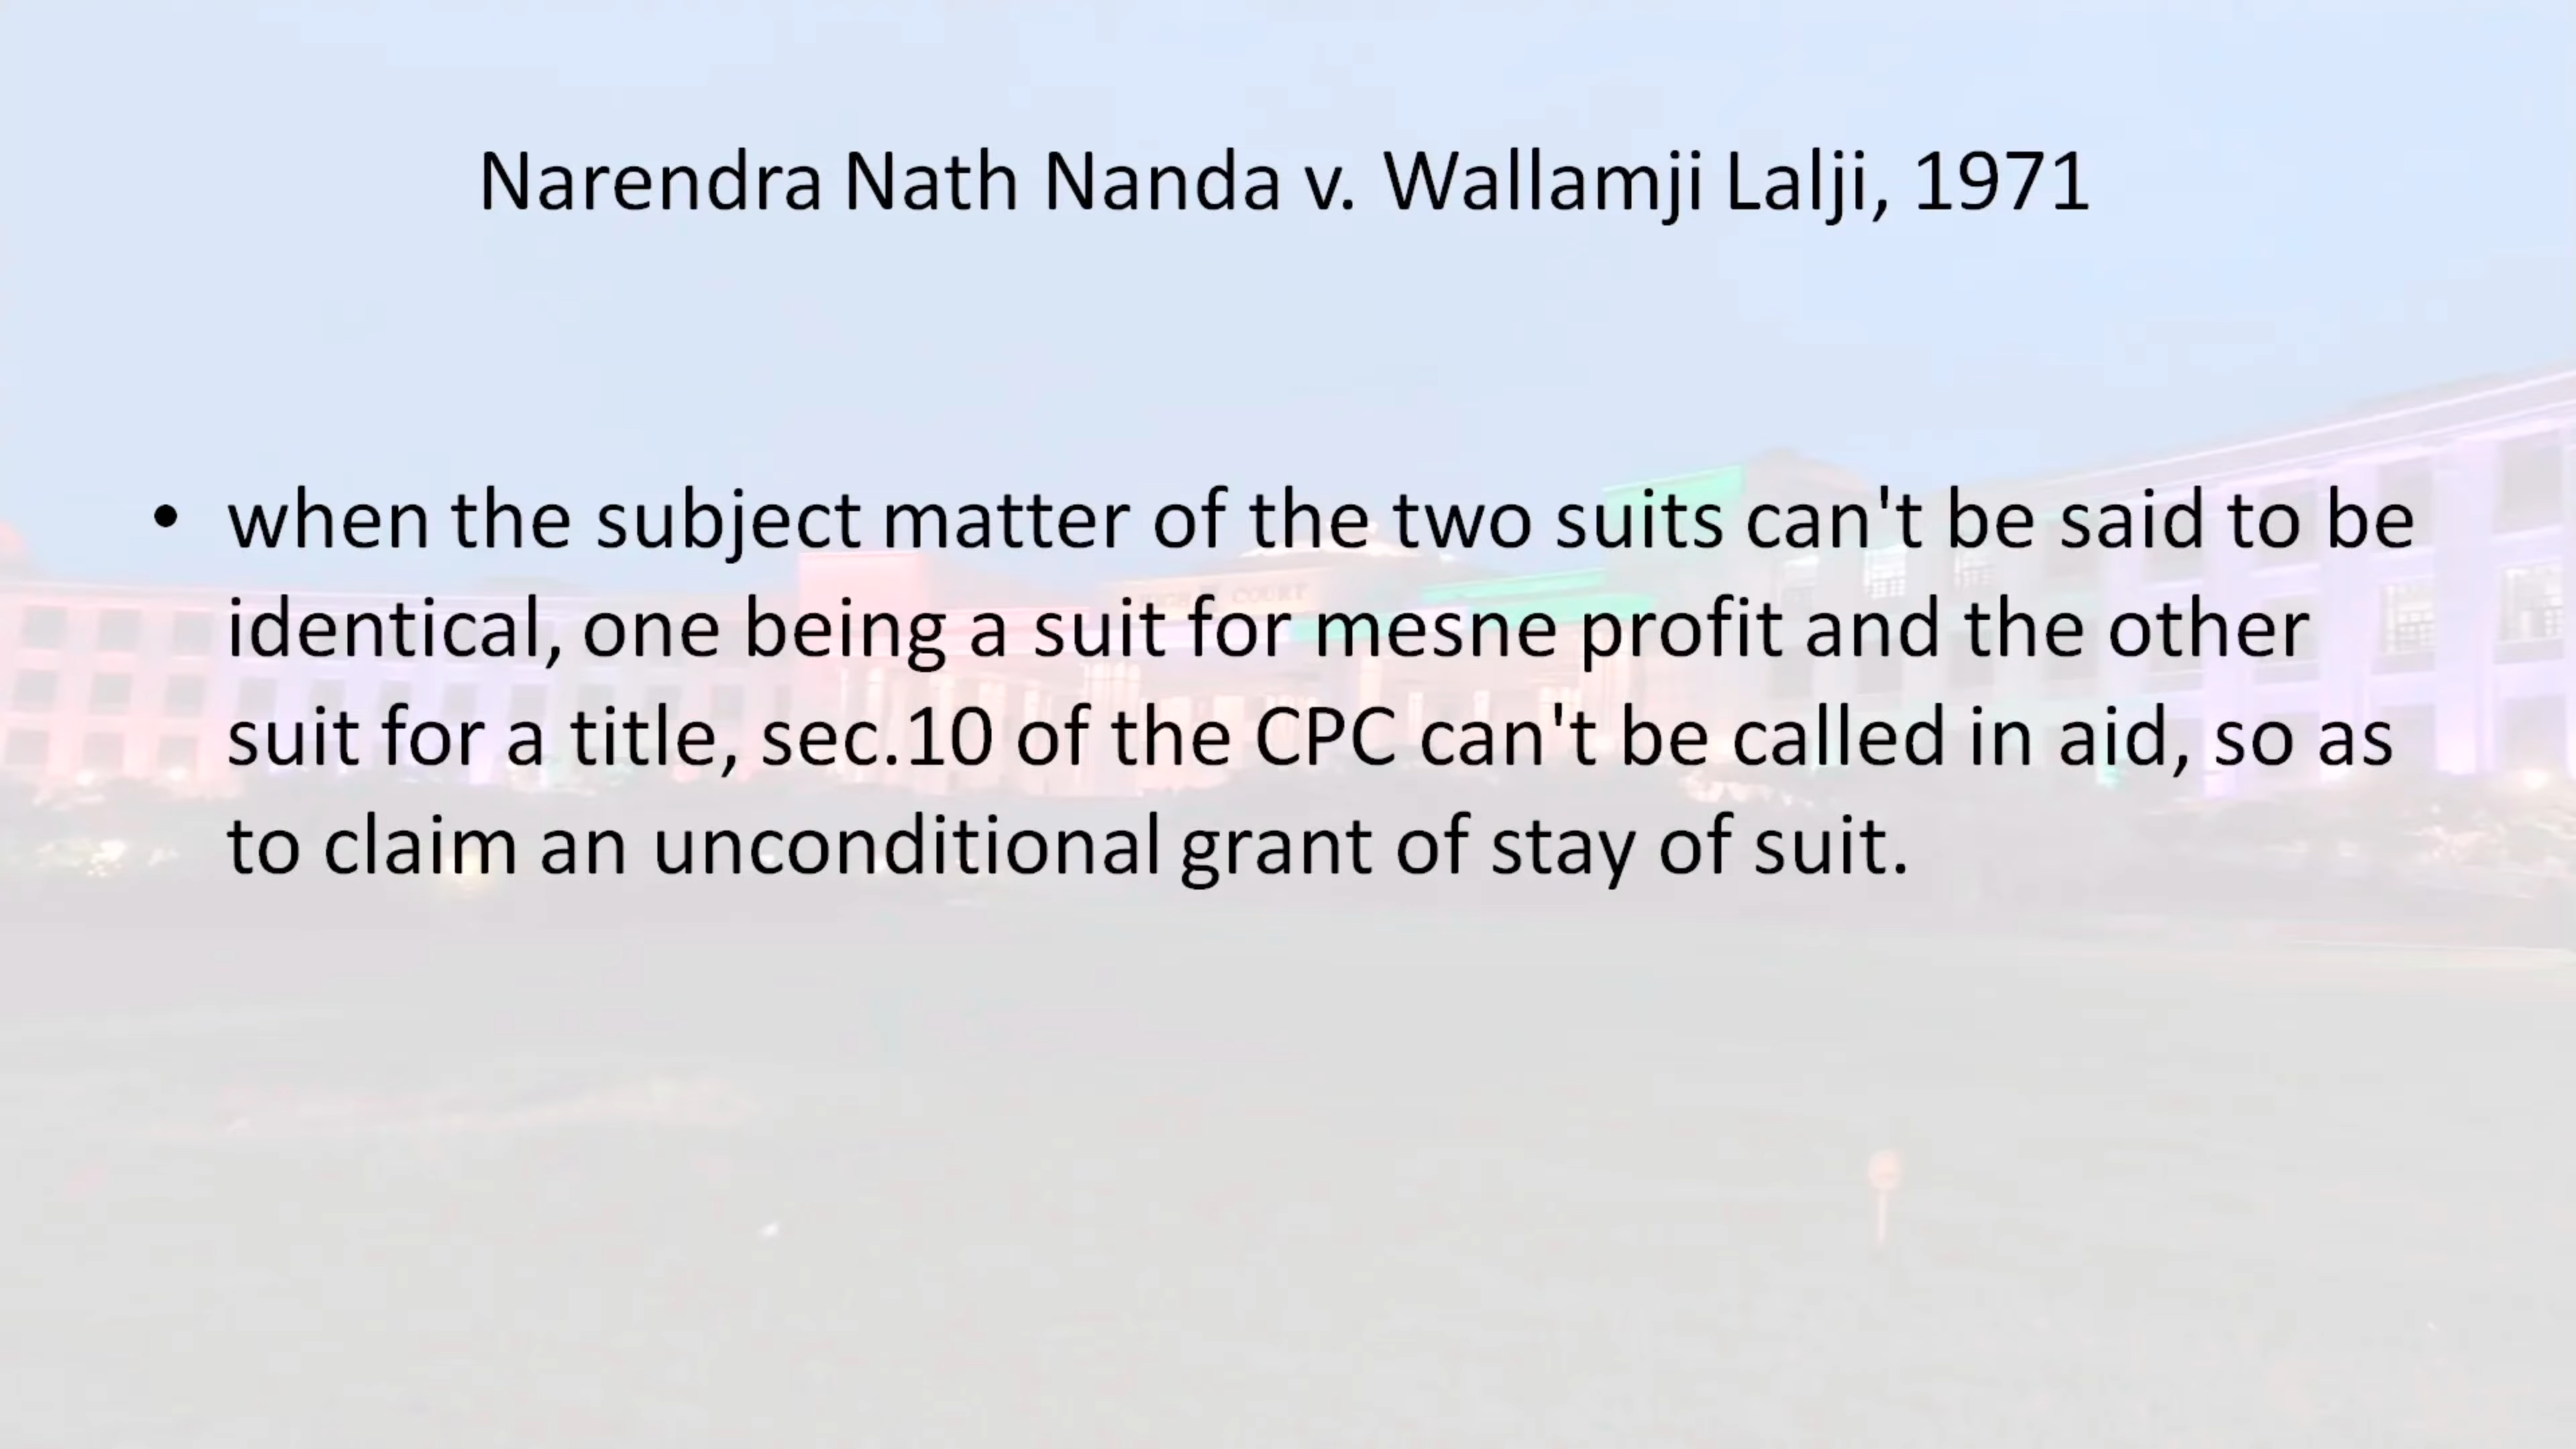 Narendra Nath Nanda v. Wallamji Lalji, 1971
• when the subject matter of the two suits can't be said to be
identical, one being a suit for mesne profit and the other
suit for a title, sec.10 of the CPC can't be called in aid, so as
to claim an unconditional grant of stay of suit.
COURT